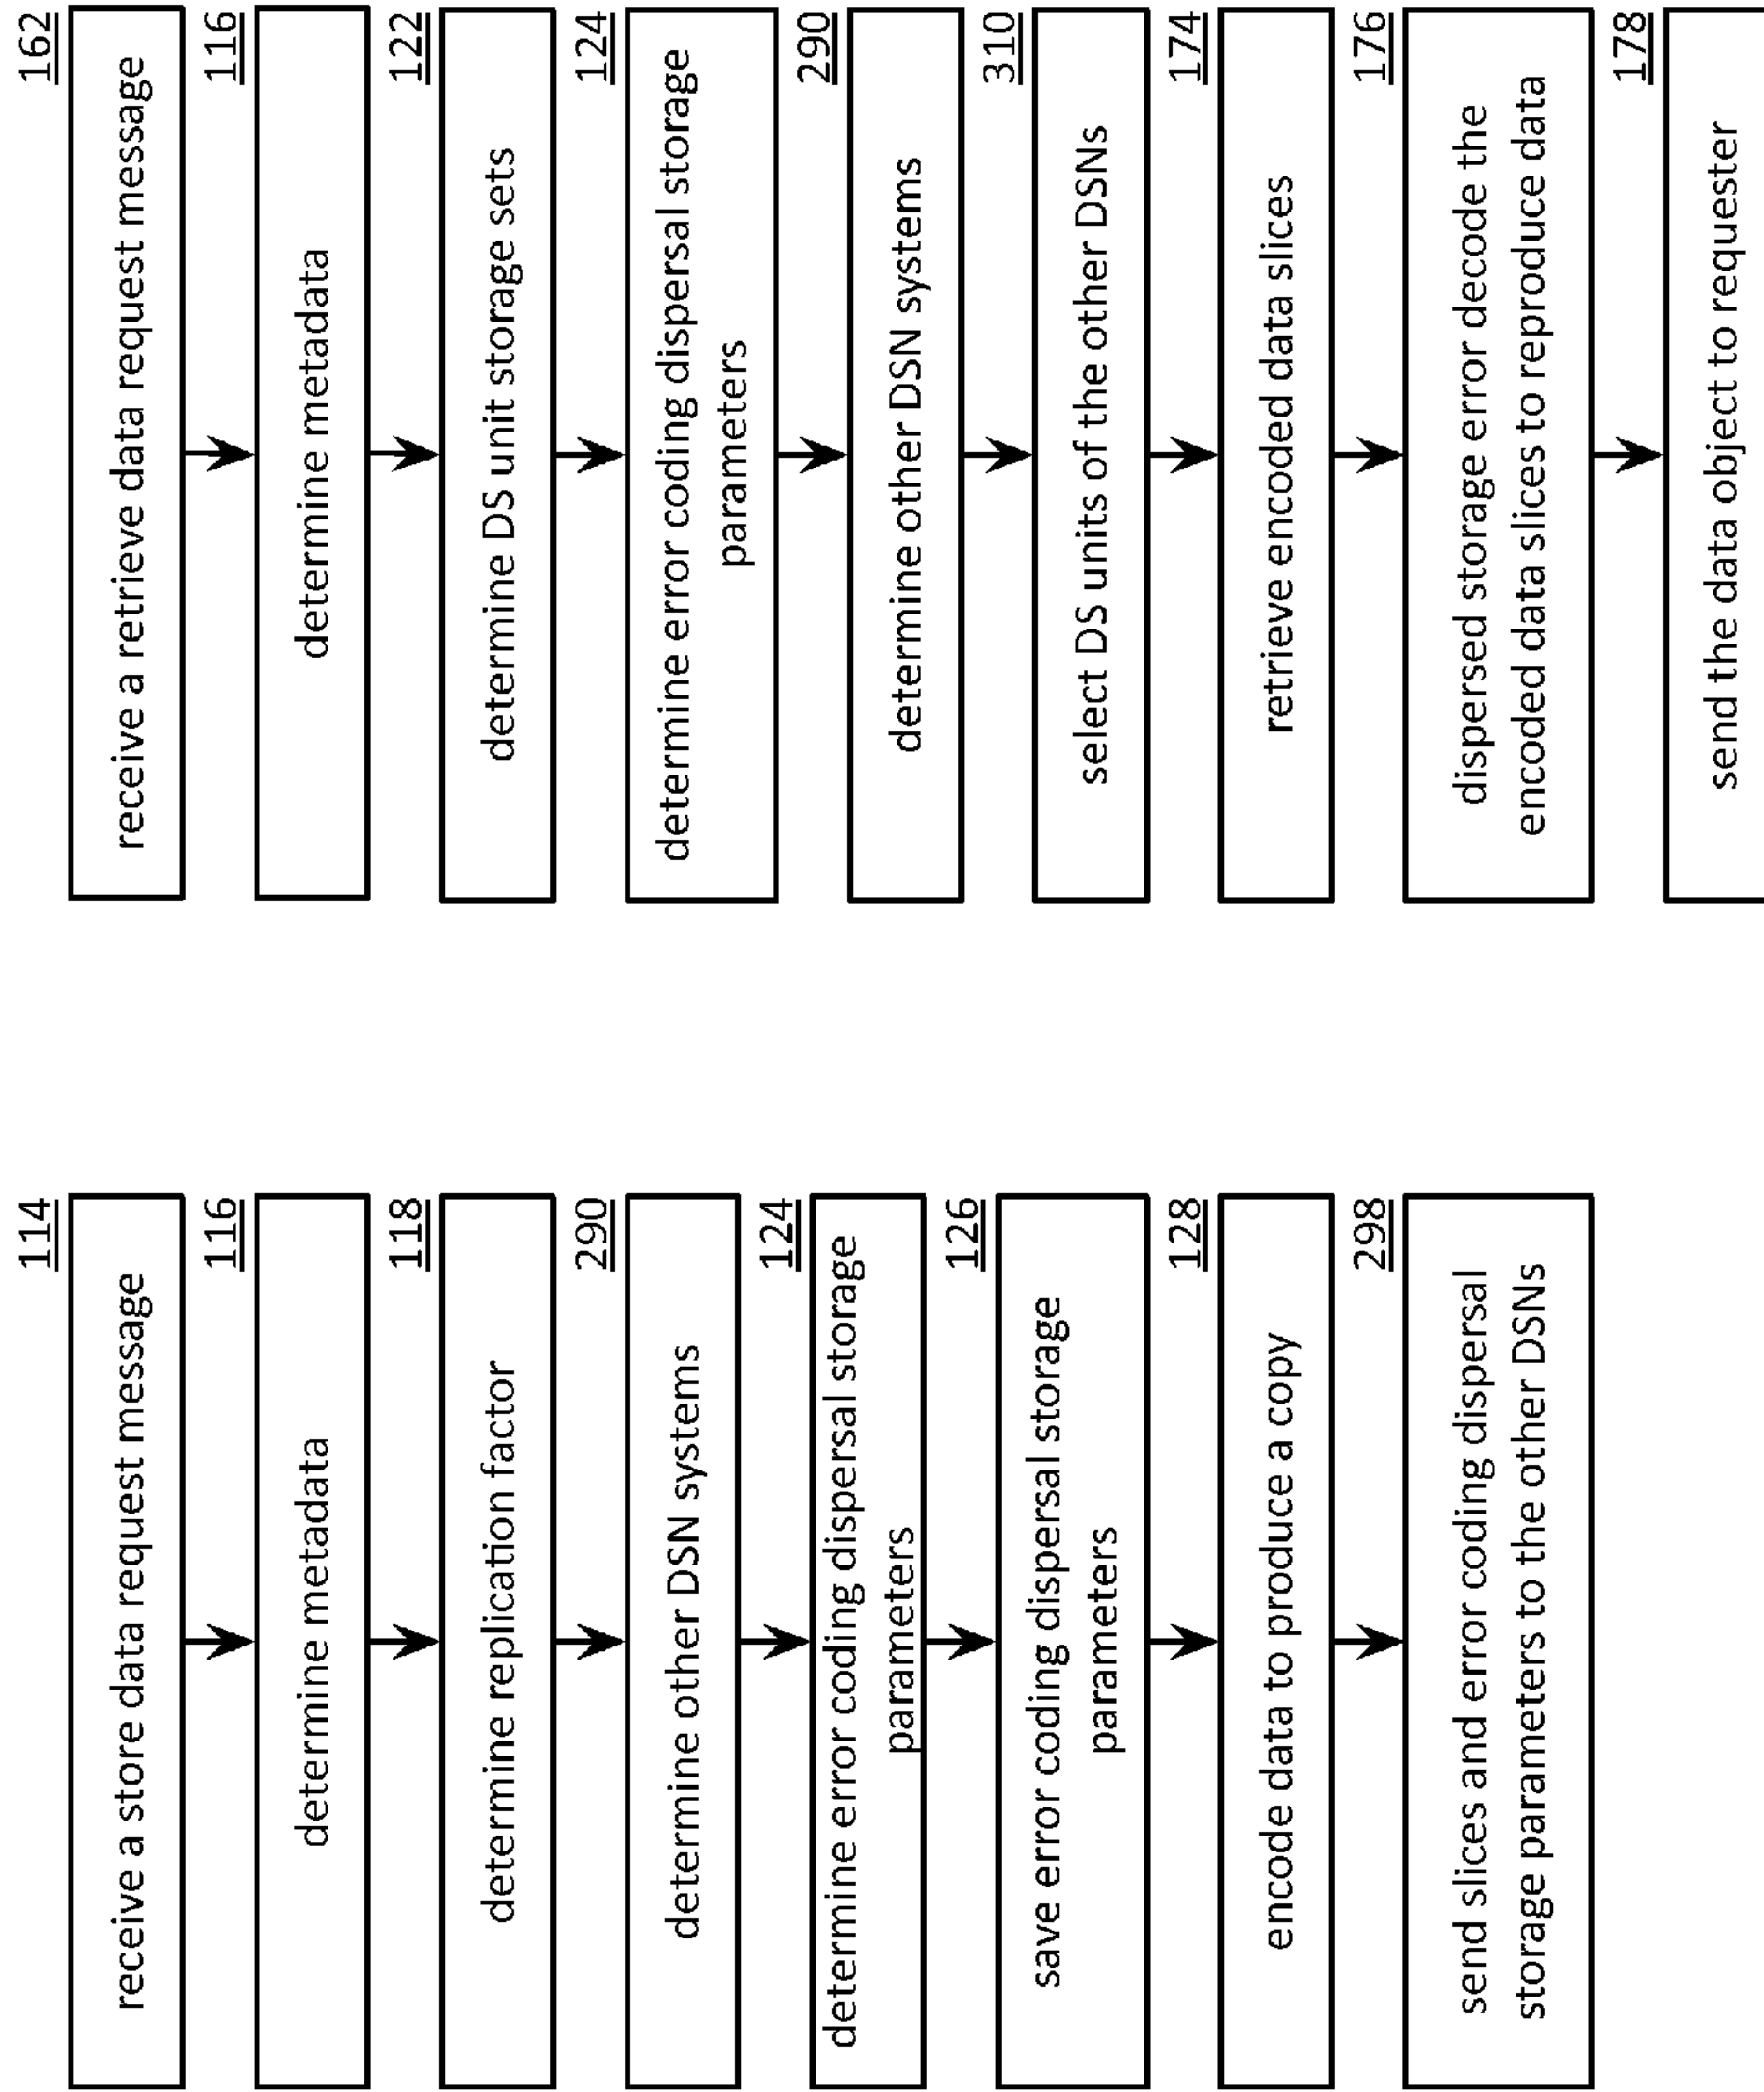 114
receive a store data request message
116
determine metadata
118
determine replication factor
290
determine other DSN systems
124
determine error coding dispersal storage
parameters
126
save error coding dispersal storage
parameters
128
encode data to produce a copy
298
send slices and error coding dispersal
storage parameters to the other DSNs
162
receive a retrieve data request message
116
determine metadata
122
determine DS unit storage sets
124
determine error coding dispersal storage
parameters
290
determine other DSN systems
310
select DS units of the other DSNs
174
retrieve encoded data slices
176
dispersed storage error decode the
encoded data slices to reproduce data
178
send the data object to requester